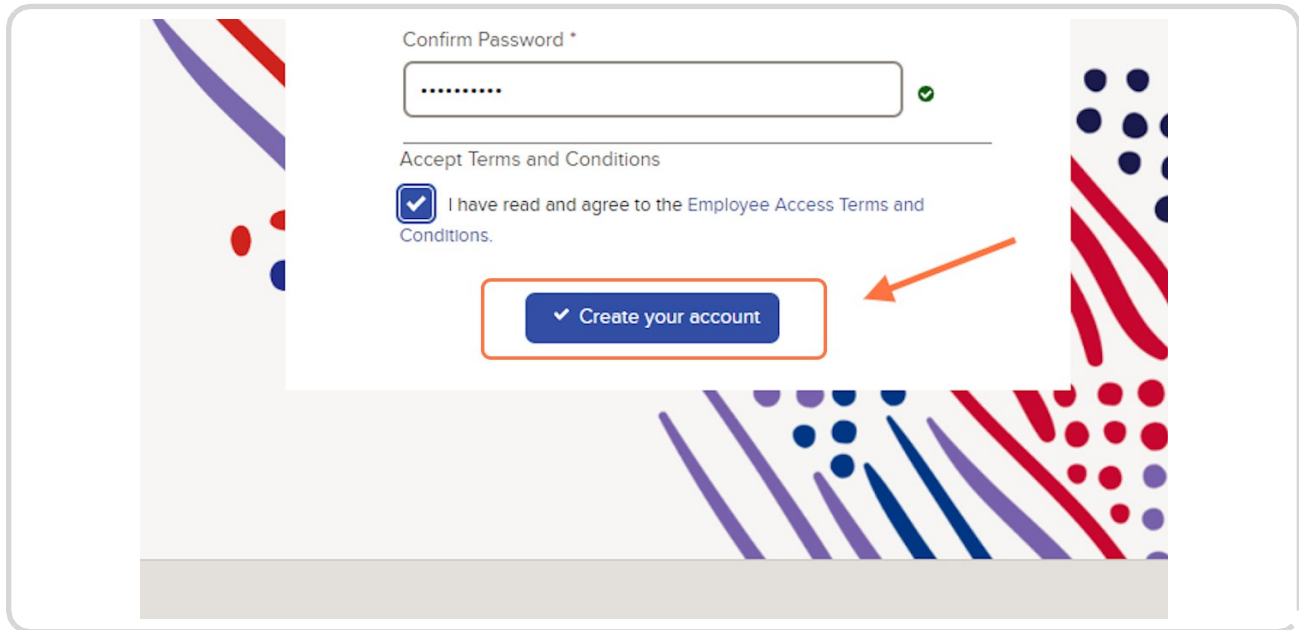 Confirm Password *
••••••••••
Accept Terms and Conditions
I have read and agree to the Employee Access Terms and
Conditions.
Create your account